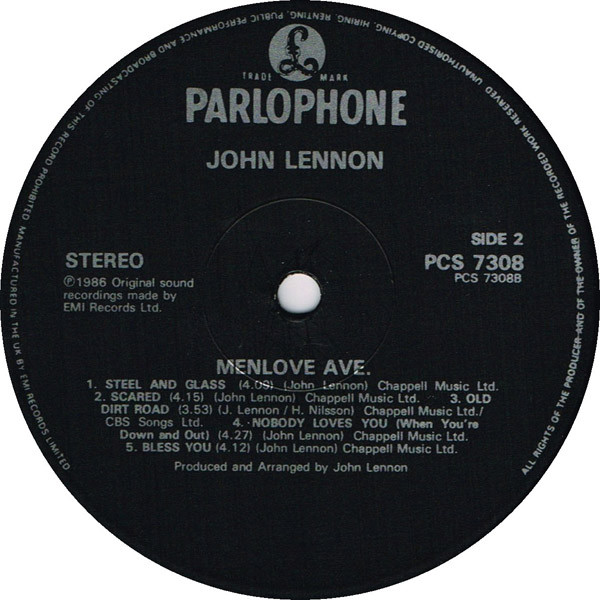 TRADE MARK
PARLOPHONE
JOHN LENNON
SIDE 2
STEREO
PCS 7308
PCS 7308B
℗1986 Original sound
recordings made by
EMI Records Ltd.
MENLOVE AVE.
1. STEEL AND GLASS (4.09) (John Lennon) Chappell Music Ltd.
2. SCARED (4.15) (John Lennon) Chappell Music Ltd. 3. OLD
DIRT ROAD (3.53) (J. Lennon / H. Nilsson) Chappell Music Ltd./
CBS Songs Ltd. 4. NOBODY LOVES YOU (When You're
Down and Out) (4.27) (John Lennon) Chappell Music Ltd.
5. BLESS YOU (4.12) (John Lennon) Chappell Music Ltd.
Produced and Arranged by John Lennon
ALL RIGHTS OF THE PRODUCER AND OF THE OWNER OF THE RECORDED WORK RESERVED UNAUTHORISED COPYING, HIRING, RENTING, PUBLIC PERFORMANCE AND BROADCASTING OF THIS RECORD PROHIBITED MANUFACTURED IN THE UK BY EMI RECORDS LIMITED